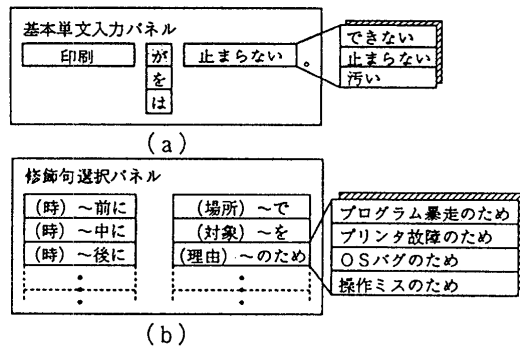 基本単文入力パネル
印刷
が
を
は
止まらない
。
できない
止まらない
汚い
(a)
修飾句選択パネル
(時) ~前に
(時) ~中に
(時) ~後に
(場所) ~で
(対象) ~を
(理由) ~のため
プログラム暴走のため
プリンタ故障のため
OSバグのため
操作ミスのため
(b)